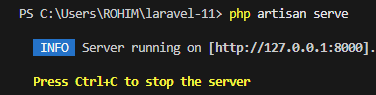 PS C:\Users\ROHIM\laravel-11> php artisan serve
INFO Server running on [http://127.0.0.1:8000].
Press Ctrl+C to stop the server